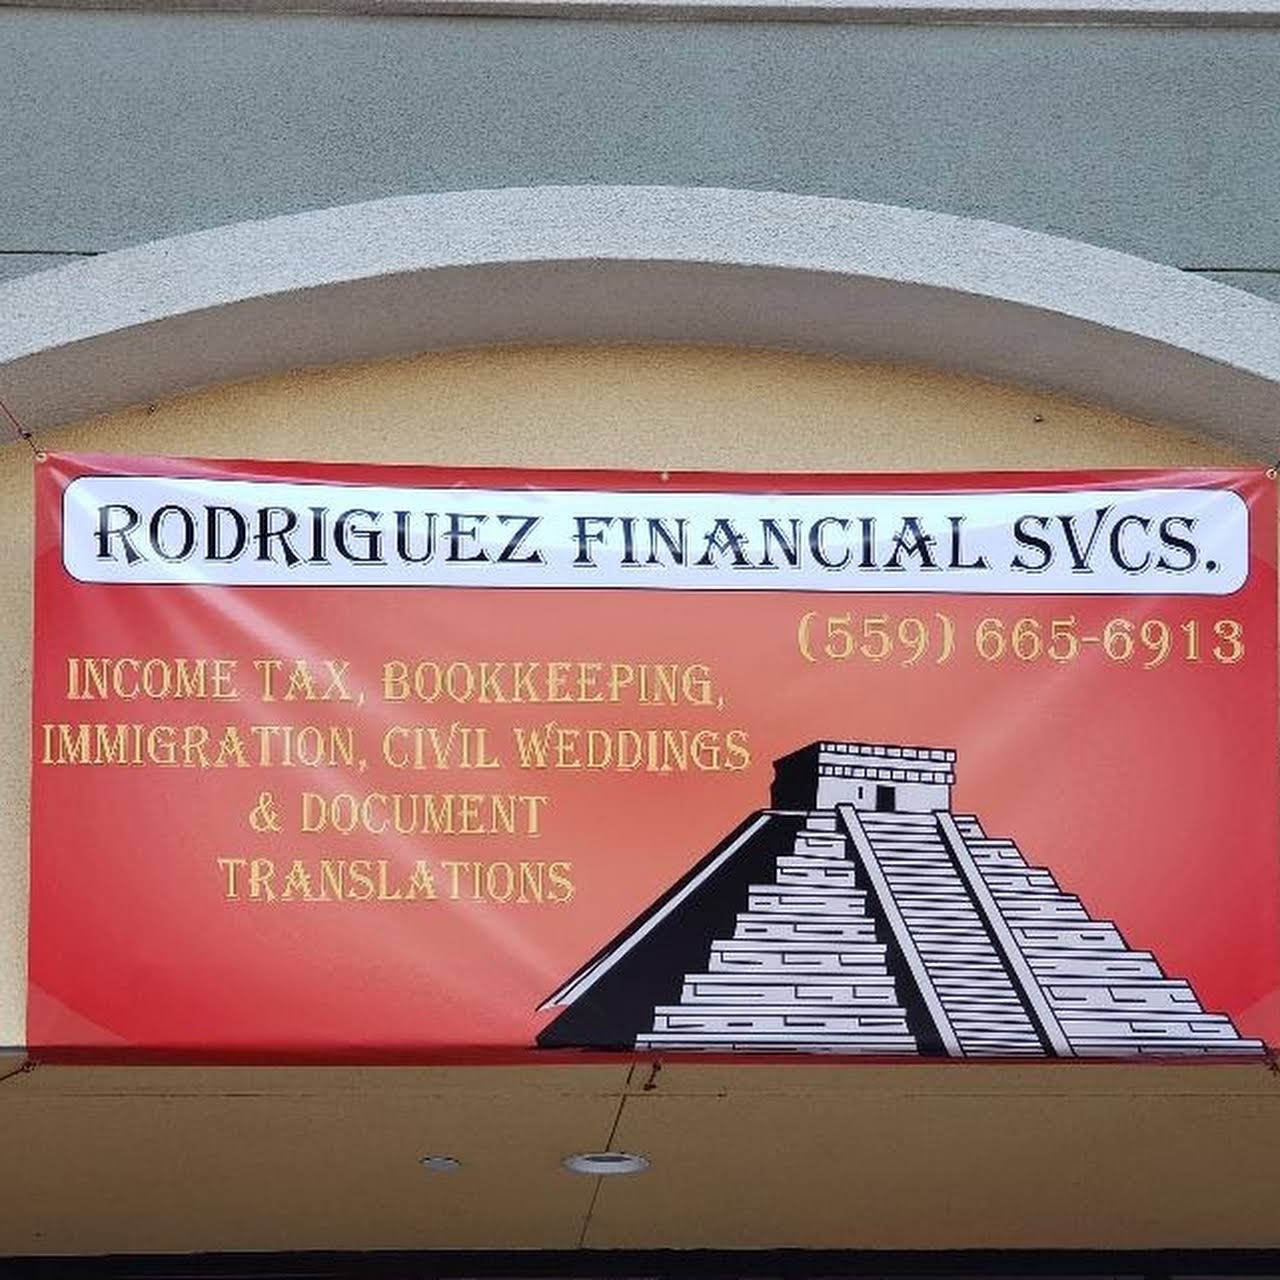 RODRIGUEZ FINANCIAL SVCS.
(559) 665-6913
INCOME TAX, BOOKKEEPING,
IMMIGRATION, CIVIL WEDDINGS
& DOCUMENT
TRANSLATIONS